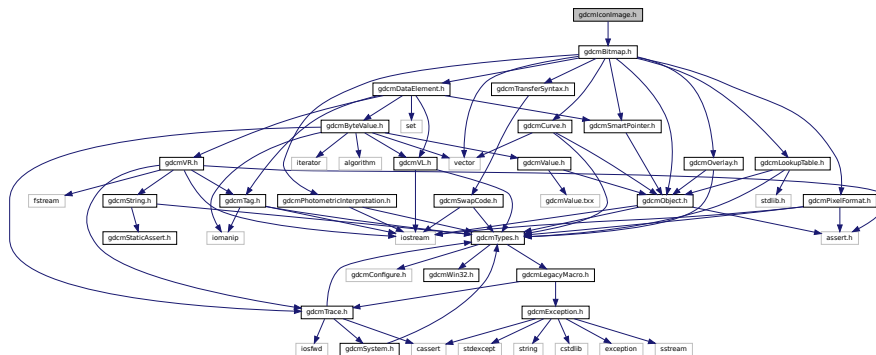 gdcmIconImage.h
gdcmBitmap.h
gdcmDataElement.h
gdcmTransferSyntax.h
gdcmByteValue.h
set
gdcmCurve.h
gdcmSmartPointer.h
gdcmVR.h
iterator
algorithm
gdcmVL.h
vector
gdcmValue.h
gdcmOverlay.h
gdcmLookupTable.h
fstream
gdcmString.h
gdcmTag.h
gdcmPhotometricInterpretation.h
gdcmSwapCode.h
gdcmValue.txx
gdcmObject.h
stdlib.h
gdcmPixelFormat.h
gdcmStaticAssert.h
iomanip
iostream
gdcmTypes.h
assert.h
gdcmConfigure.h
gdcmWin32.h
gdcmLegacyMacro.h
gdcmTrace.h
gdcmException.h
iosfwd
gdcmSystem.h
cassert
stdexcept
string
cstdlib
exception
sstream